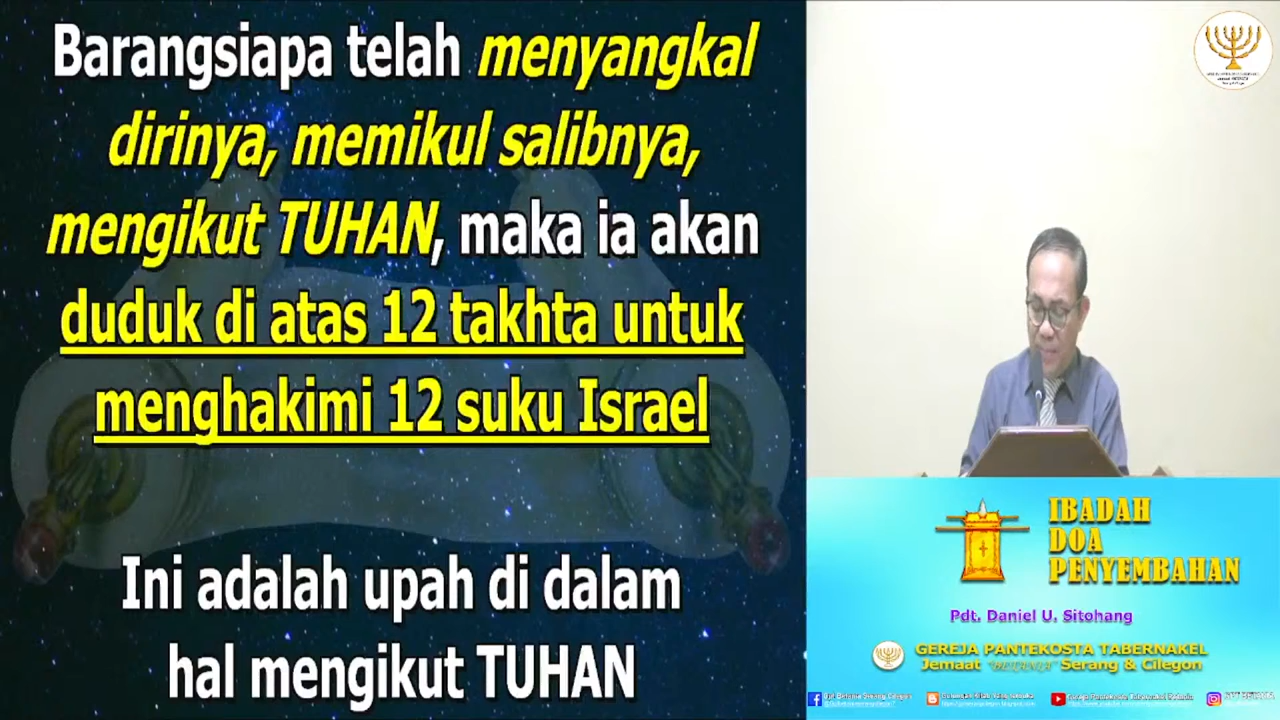 Barangsiapa telah menyangkal
dirinya, memikul salibnya,
mengikut TUHAN, maka ia akan
duduk di atas 12 takhta untuk
menghakimi 12 suku Israel
Ini adalah upah di dalam
hal mengikut TUHAN
IBADAH
DOA
PENYEMBAHAN
Pdt. Daniel U. Sitohang
GEREJA PANTEKOSTA TABERNAKEL
Jemaat "BETANIA" Serang & Cilegon